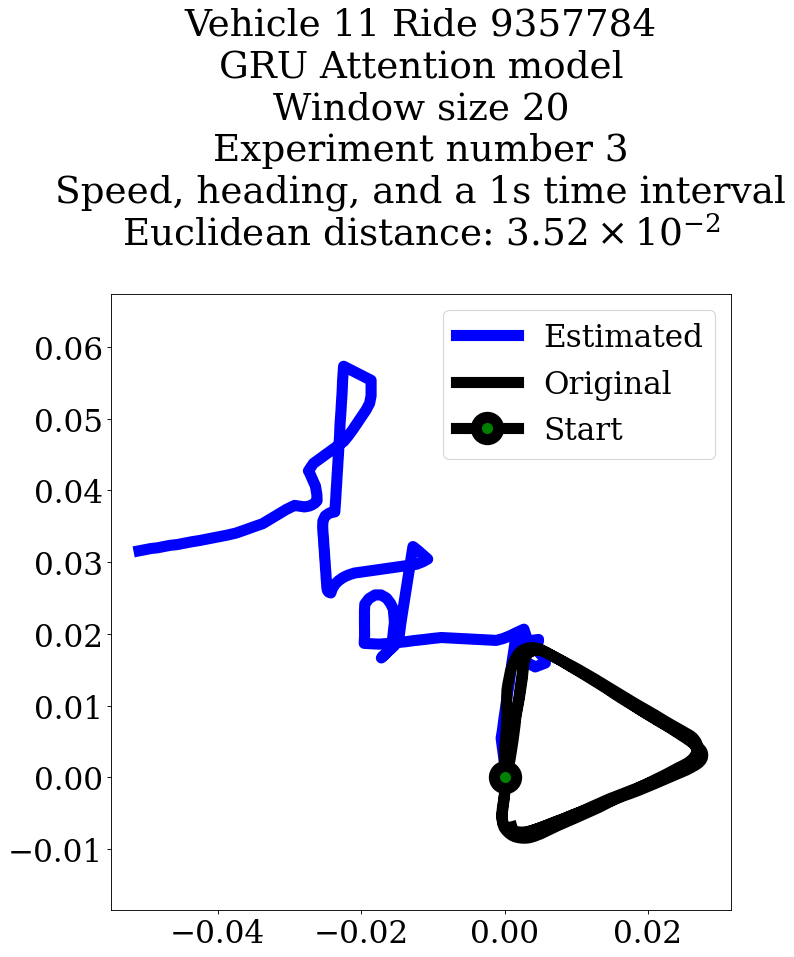 Vehicle 11 Ride 9357784
GRU Attention model
Window size 20
Experiment number 3
Speed, heading, and a 1s time interval
Euclidean distance: 3.52 × 10⁻²
Estimated
Original
Start
0.06
0.05
0.04
0.03
0.02
0.01
0.00
−0.01
−0.04 −0.02 0.00 0.02